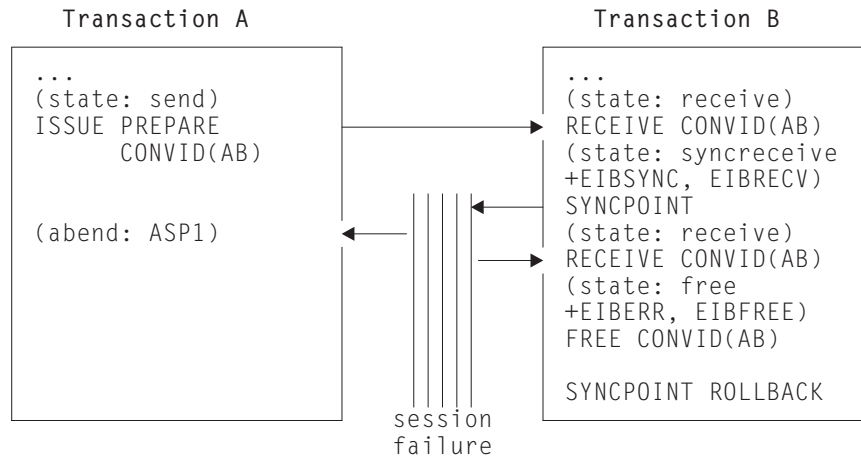 Transaction A
Transaction B
...
(state: send)
ISSUE PREPARE
CONVID(AB)
(abend: ASP1)
...
(state: receive)
RECEIVE CONVID(AB)
(state: syncreceive
+EIBSYNC, EIBRECV)
SYNCPOINT
(state: receive)
RECEIVE CONVID(AB)
(state: free
+EIBERR, EIBFREE)
FREE CONVID(AB)
SYNCPOINT ROLLBACK
session
failure